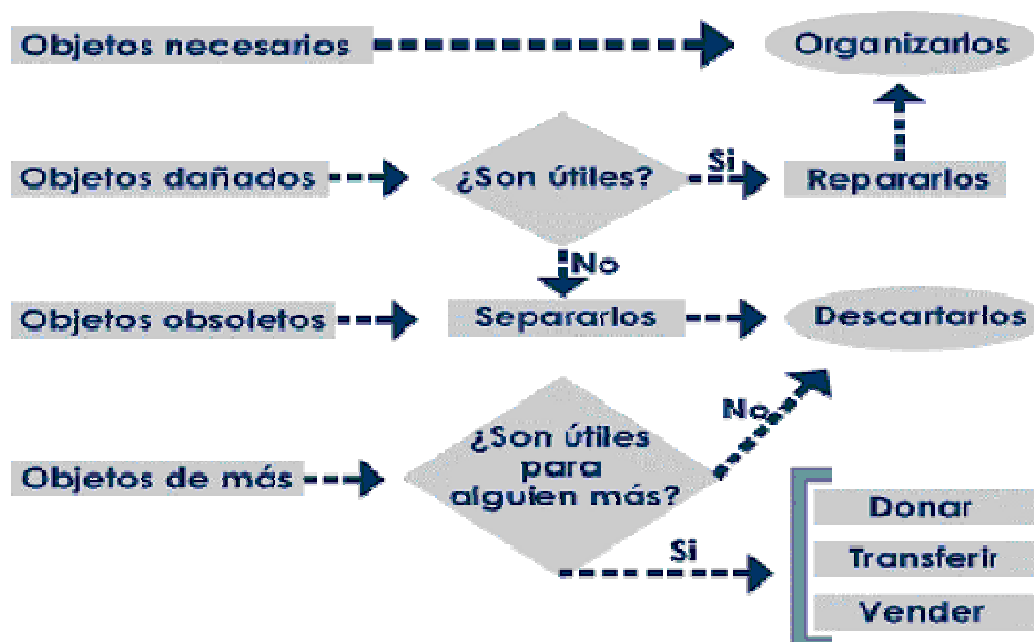 Objetos necesarios
Organizarlos
Objetos dañados
¿Son útiles?
Si
Repararlos
No
Objetos obsoletos
Separarlos
Descartarlos
Objetos de más
¿Son útiles
para
alguien más?
No
Si
Donar
Transferir
Vender